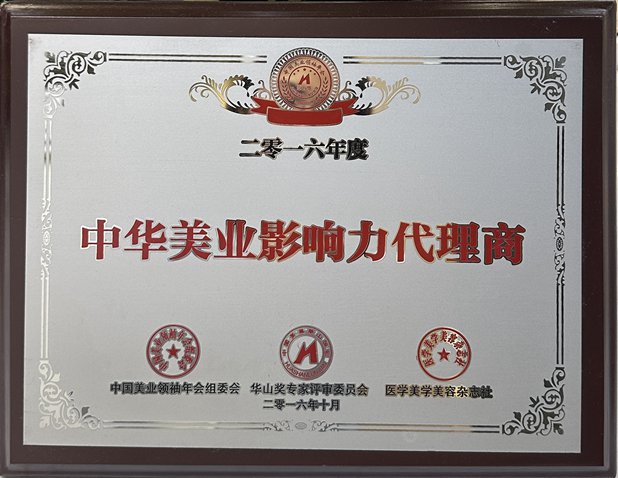 二零一六年度
中华美业影响力代理商
中国美业领袖年会组委会 华山奖专家评审委员会 医学美学美容杂志社
二零一六年十月